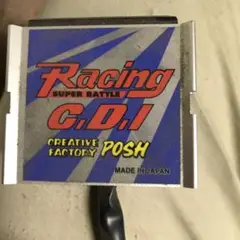 Racing
SUPER BATTLE
C.D.I
CREATIVE
FACTORY POSH
MADE IN JAPAN